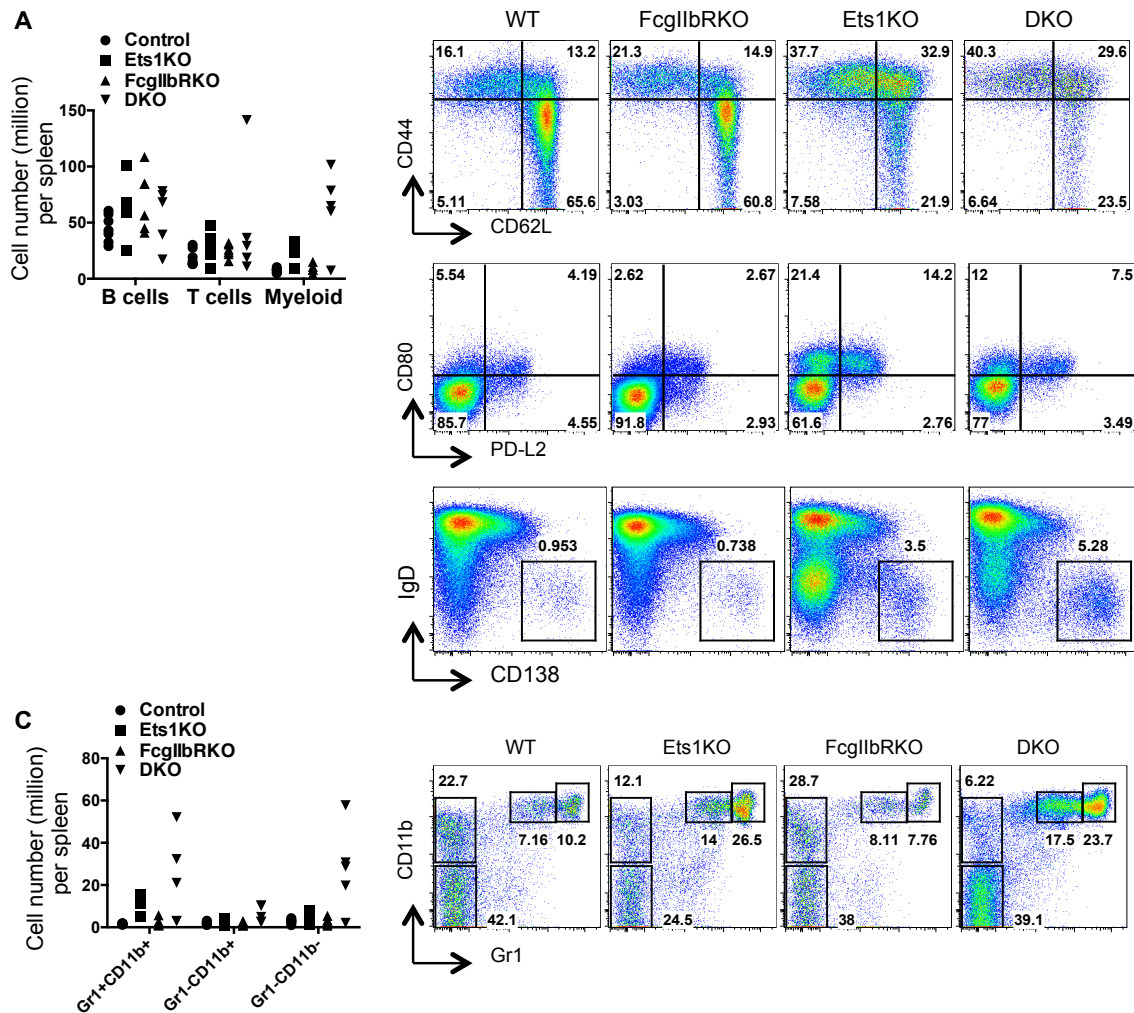 A
Control
Ets1KO
FcgIIbRKO
DKO
Cell number (million)
per spleen
150
100
50
0
B cells T cells Myeloid
WT FcgIIbRKO Ets1KO DKO
16.1 13.2 21.3 14.9 37.7 32.9 40.3 29.6
CD44
5.11 65.6 3.03 60.8 7.58 21.9 6.64 23.5
CD62L
5.54 4.19 2.62 2.67 21.4 14.2 12 7.5
CD80
85.7 4.55 91.8 2.93 61.6 2.76 77 3.49
PD-L2
0.953 0.738 3.5 5.28
IgD
CD138
C
Control
Ets1KO
FcgIIbRKO
DKO
Cell number (million)
per spleen
80
60
40
20
0
Gr1+CD11b+
Gr1-CD11b+
Gr1-CD11b-
WT Ets1KO FcgIIbRKO DKO
22.7 12.1 28.7 6.22
7.16 10.2 14 26.5 8.11 7.76 17.5 23.7
CD11b
42.1 24.5 38 39.1
Gr1